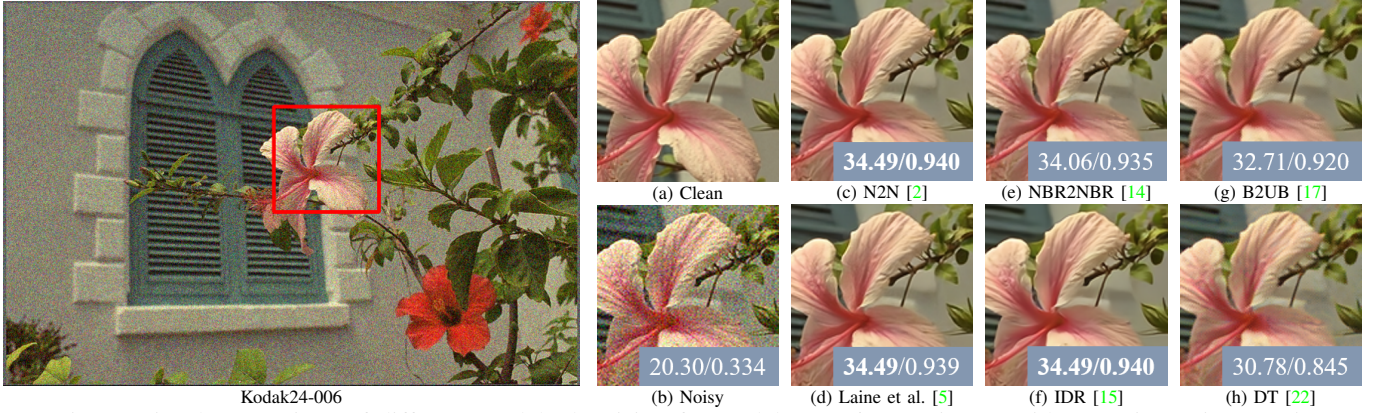 34.49/0.940
34.06/0.935
32.71/0.920
(a) Clean
(c) N2N [2]
(e) NBR2NBR [14]
(g) B2UB [17]
20.30/0.334
34.49/0.939
34.49/0.940
30.78/0.845
Kodak24-006
(b) Noisy
(d) Laine et al. [5]
(f) IDR [15]
(h) DT [22]